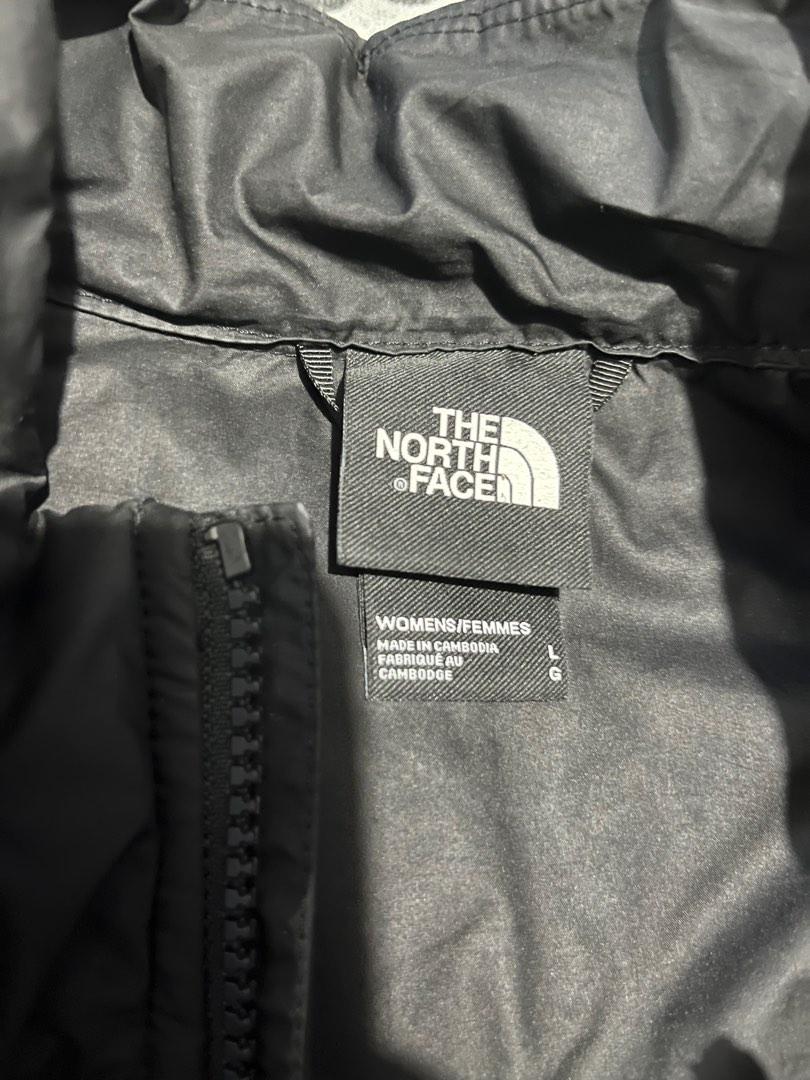 THE
NORTH
®FACE
WOMENS/FEMMES
MADE IN CAMBODIA L
FABRIQUÉ AU
CAMBODGE G